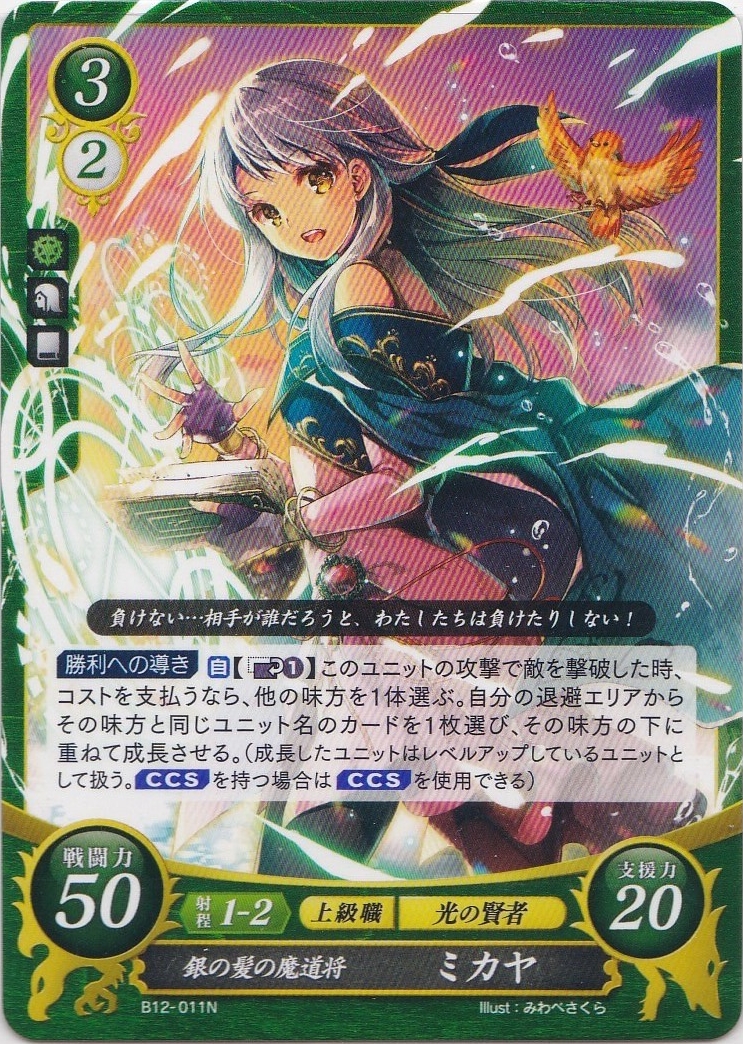 3
2
負けない…相手が誰だろうと、わたしたちは負けたりしない！
勝利への導き 自【 1】このユニットの攻撃で敵を撃破した時、
コストを支払うなら、他の味方を1体選ぶ。自分の退避エリアから
その味方と同じユニット名のカードを1枚選び、その味方の下に
重ねて成長させる。（成長したユニットはレベルアップしているユニットと
して扱う。CCSを持つ場合はCCSを使用できる）
戦闘力
50
射程 1-2 上級職 光の賢者
支援力
20
銀の髪の魔道将 ミカヤ
B12-011N Illust：みわべさくら